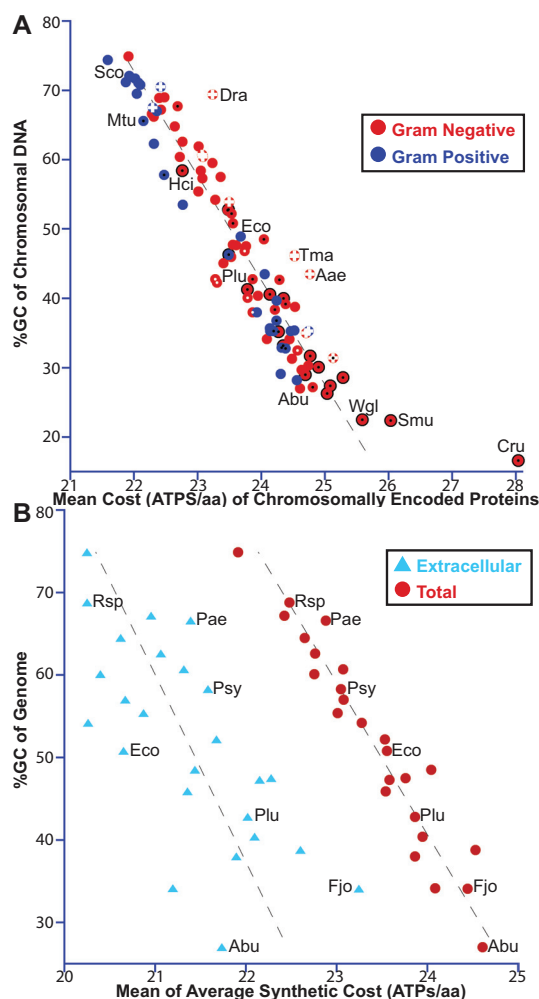 A
80
70
60
50
40
30
20
%GC of Chromosomal DNA
Sco
Dra
Mtu
Gram Negative
Gram Positive
Hci
Eco
Tma
Plu
Aae
Abu
Wgl
Smu
Cru
21 22 23 24 25 26 27 28
Mean Cost (ATPS/aa) of Chromosomally Encoded Proteins
B
80
70
60
50
40
30
%GC of Genome
Extracellular
Total
Rsp
Pae
Rsp
Pae
Psy
Psy
Eco
Eco
Plu
Plu
Fjo
Fjo
Abu
Abu
20 21 22 23 24 25
Mean of Average Synthetic Cost (ATPs/aa)